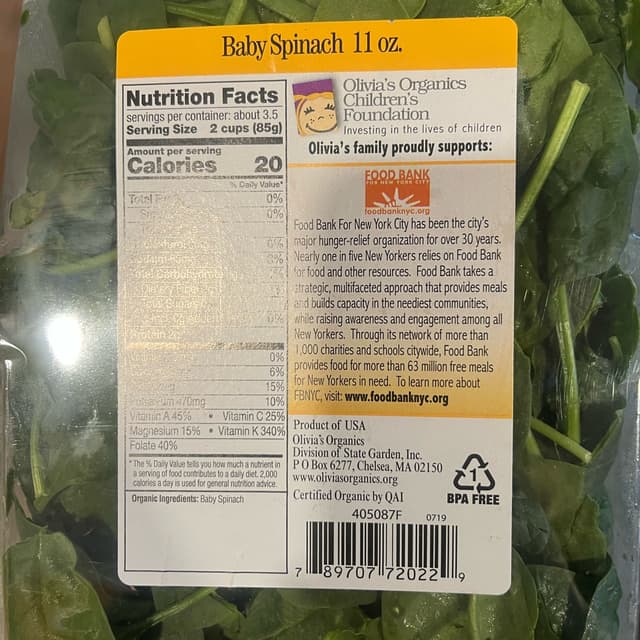 Baby Spinach 11 oz.
Nutrition Facts
servings per container: about 3.5
Serving Size 2 cups (85g)
Amount per serving
Calories 20
% Daily Value*
0%
0%
0%
0%
6%
15%
10%
Vitamin A 45% • Vitamin C 25%
Magnesium 15% • Vitamin K 340%
Folate 40%
*The % Daily Value tells you how much a nutrient in
a serving of food contributes to a daily diet. 2,000
calories a day is used for general nutrition advice.
Organic Ingredients: Baby Spinach
Olivia's Organics
Children's
Foundation
Investing in the lives of children
Olivia's family proudly supports:
FOOD BANK
FOR NEW YORK CITY
foodbanknyc.org
Food Bank For New York City has been the city's
major hunger-relief organization for over 30 years.
Nearly one in five New Yorkers relies on Food Bank
for food and other resources. Food Bank takes a
strategic, multifaceted approach that provides meals
and builds capacity in the neediest communities,
while raising awareness and engagement among all
New Yorkers. Through its network of more than
1,000 charities and schools citywide, Food Bank
provides food for more than 63 million free meals
for New Yorkers in need. To learn more about
FBNYC, visit: www.foodbanknyc.org
Product of USA
Olivia's Organics
Division of State Garden, Inc.
P O Box 6277, Chelsea, MA 02150
www.oliviasorganics.org
Certified Organic by QAI
1
BPA FREE
405087F 0719
7 89707 72022 9